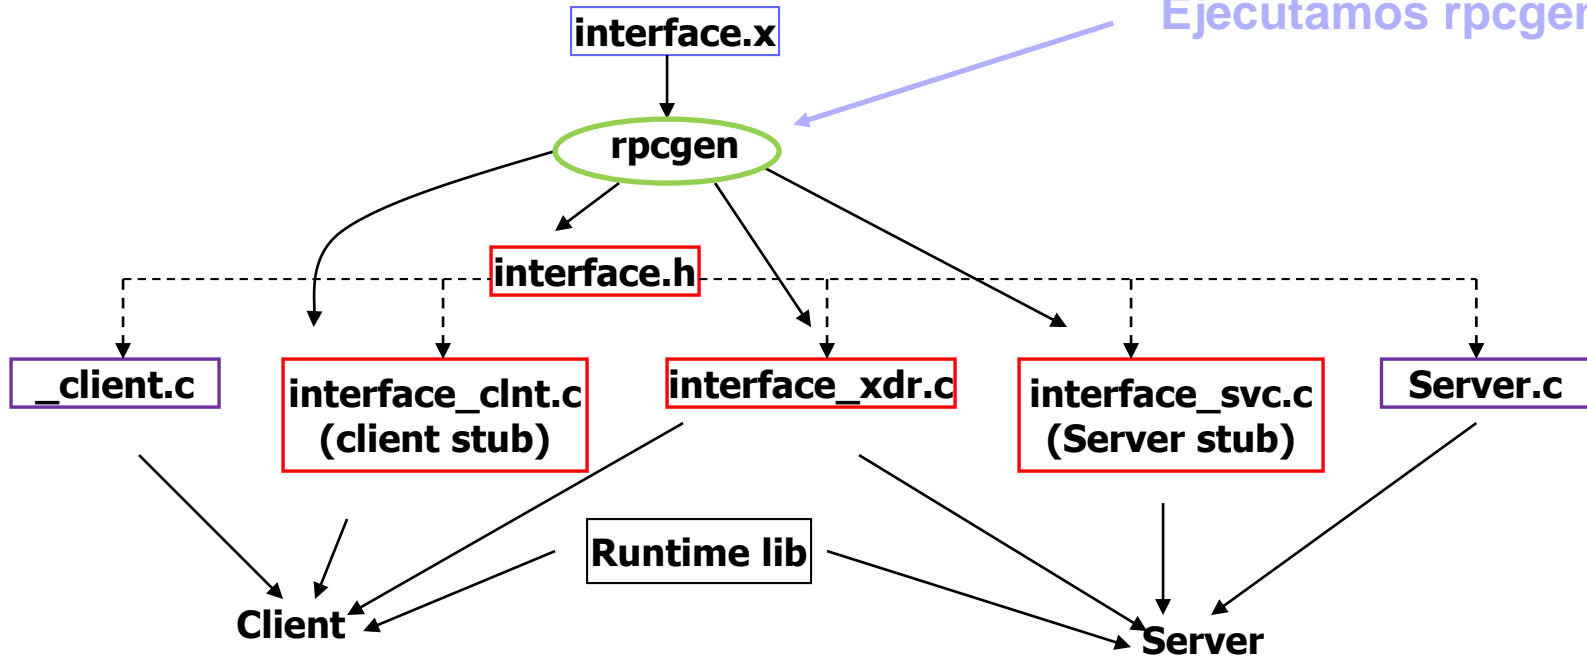 Ejecutamos rpcgen
interface.x
rpcgen
interface.h
_client.c
interface_clnt.c
(client stub)
interface_xdr.c
interface_svc.c
(Server stub)
Server.c
Runtime lib
Client
Server